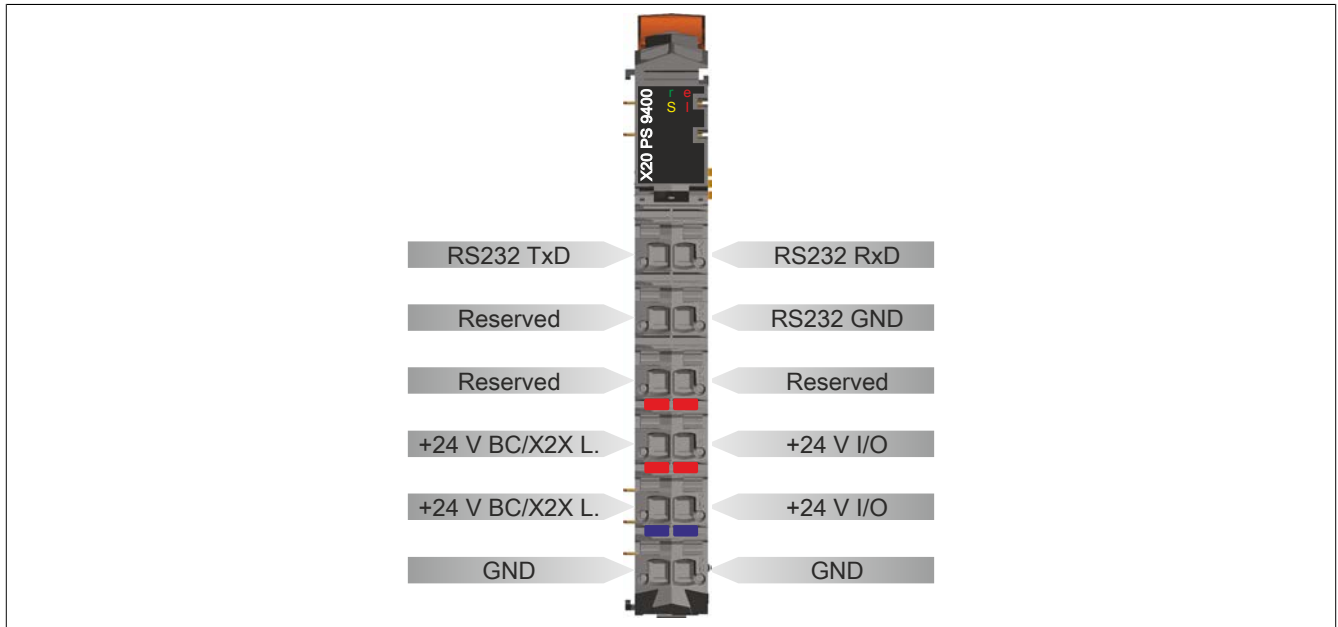 X20 PS 9400
r e
S l
RS232 TxD
RS232 RxD
Reserved
RS232 GND
Reserved
Reserved
+24 V BC/X2X L.
+24 V I/O
+24 V BC/X2X L.
+24 V I/O
GND
GND